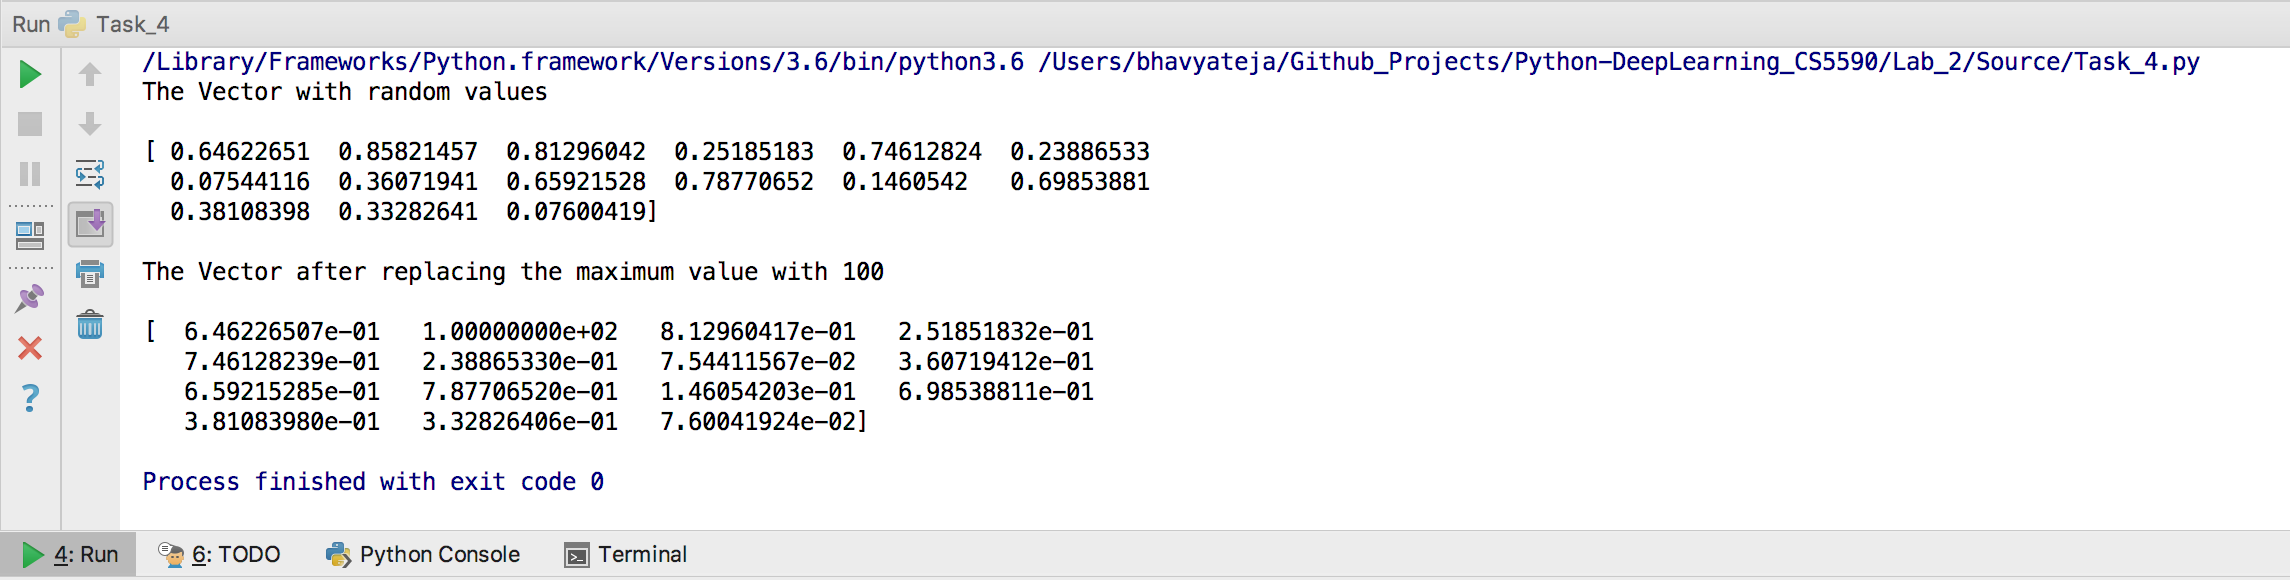 Run Task_4
/Library/Frameworks/Python.framework/Versions/3.6/bin/python3.6 /Users/bhavyateja/Github_Projects/Python-DeepLearning_CS5590/Lab_2/Source/Task_4.py
The Vector with random values
[ 0.64622651  0.85821457  0.81296042  0.25185183  0.74612824  0.23886533
  0.07544116  0.36071941  0.65921528  0.78770652  0.1460542   0.69853881
  0.38108398  0.33282641  0.07600419]
The Vector after replacing the maximum value with 100
[  6.46226507e-01   1.00000000e+02   8.12960417e-01   2.51851832e-01
   7.46128239e-01   2.38865330e-01   7.54411567e-02   3.60719412e-01
   6.59215285e-01   7.87706520e-01   1.46054203e-01   6.98538811e-01
   3.81083980e-01   3.32826406e-01   7.60041924e-02]
Process finished with exit code 0
4: Run 6: TODO Python Console Terminal